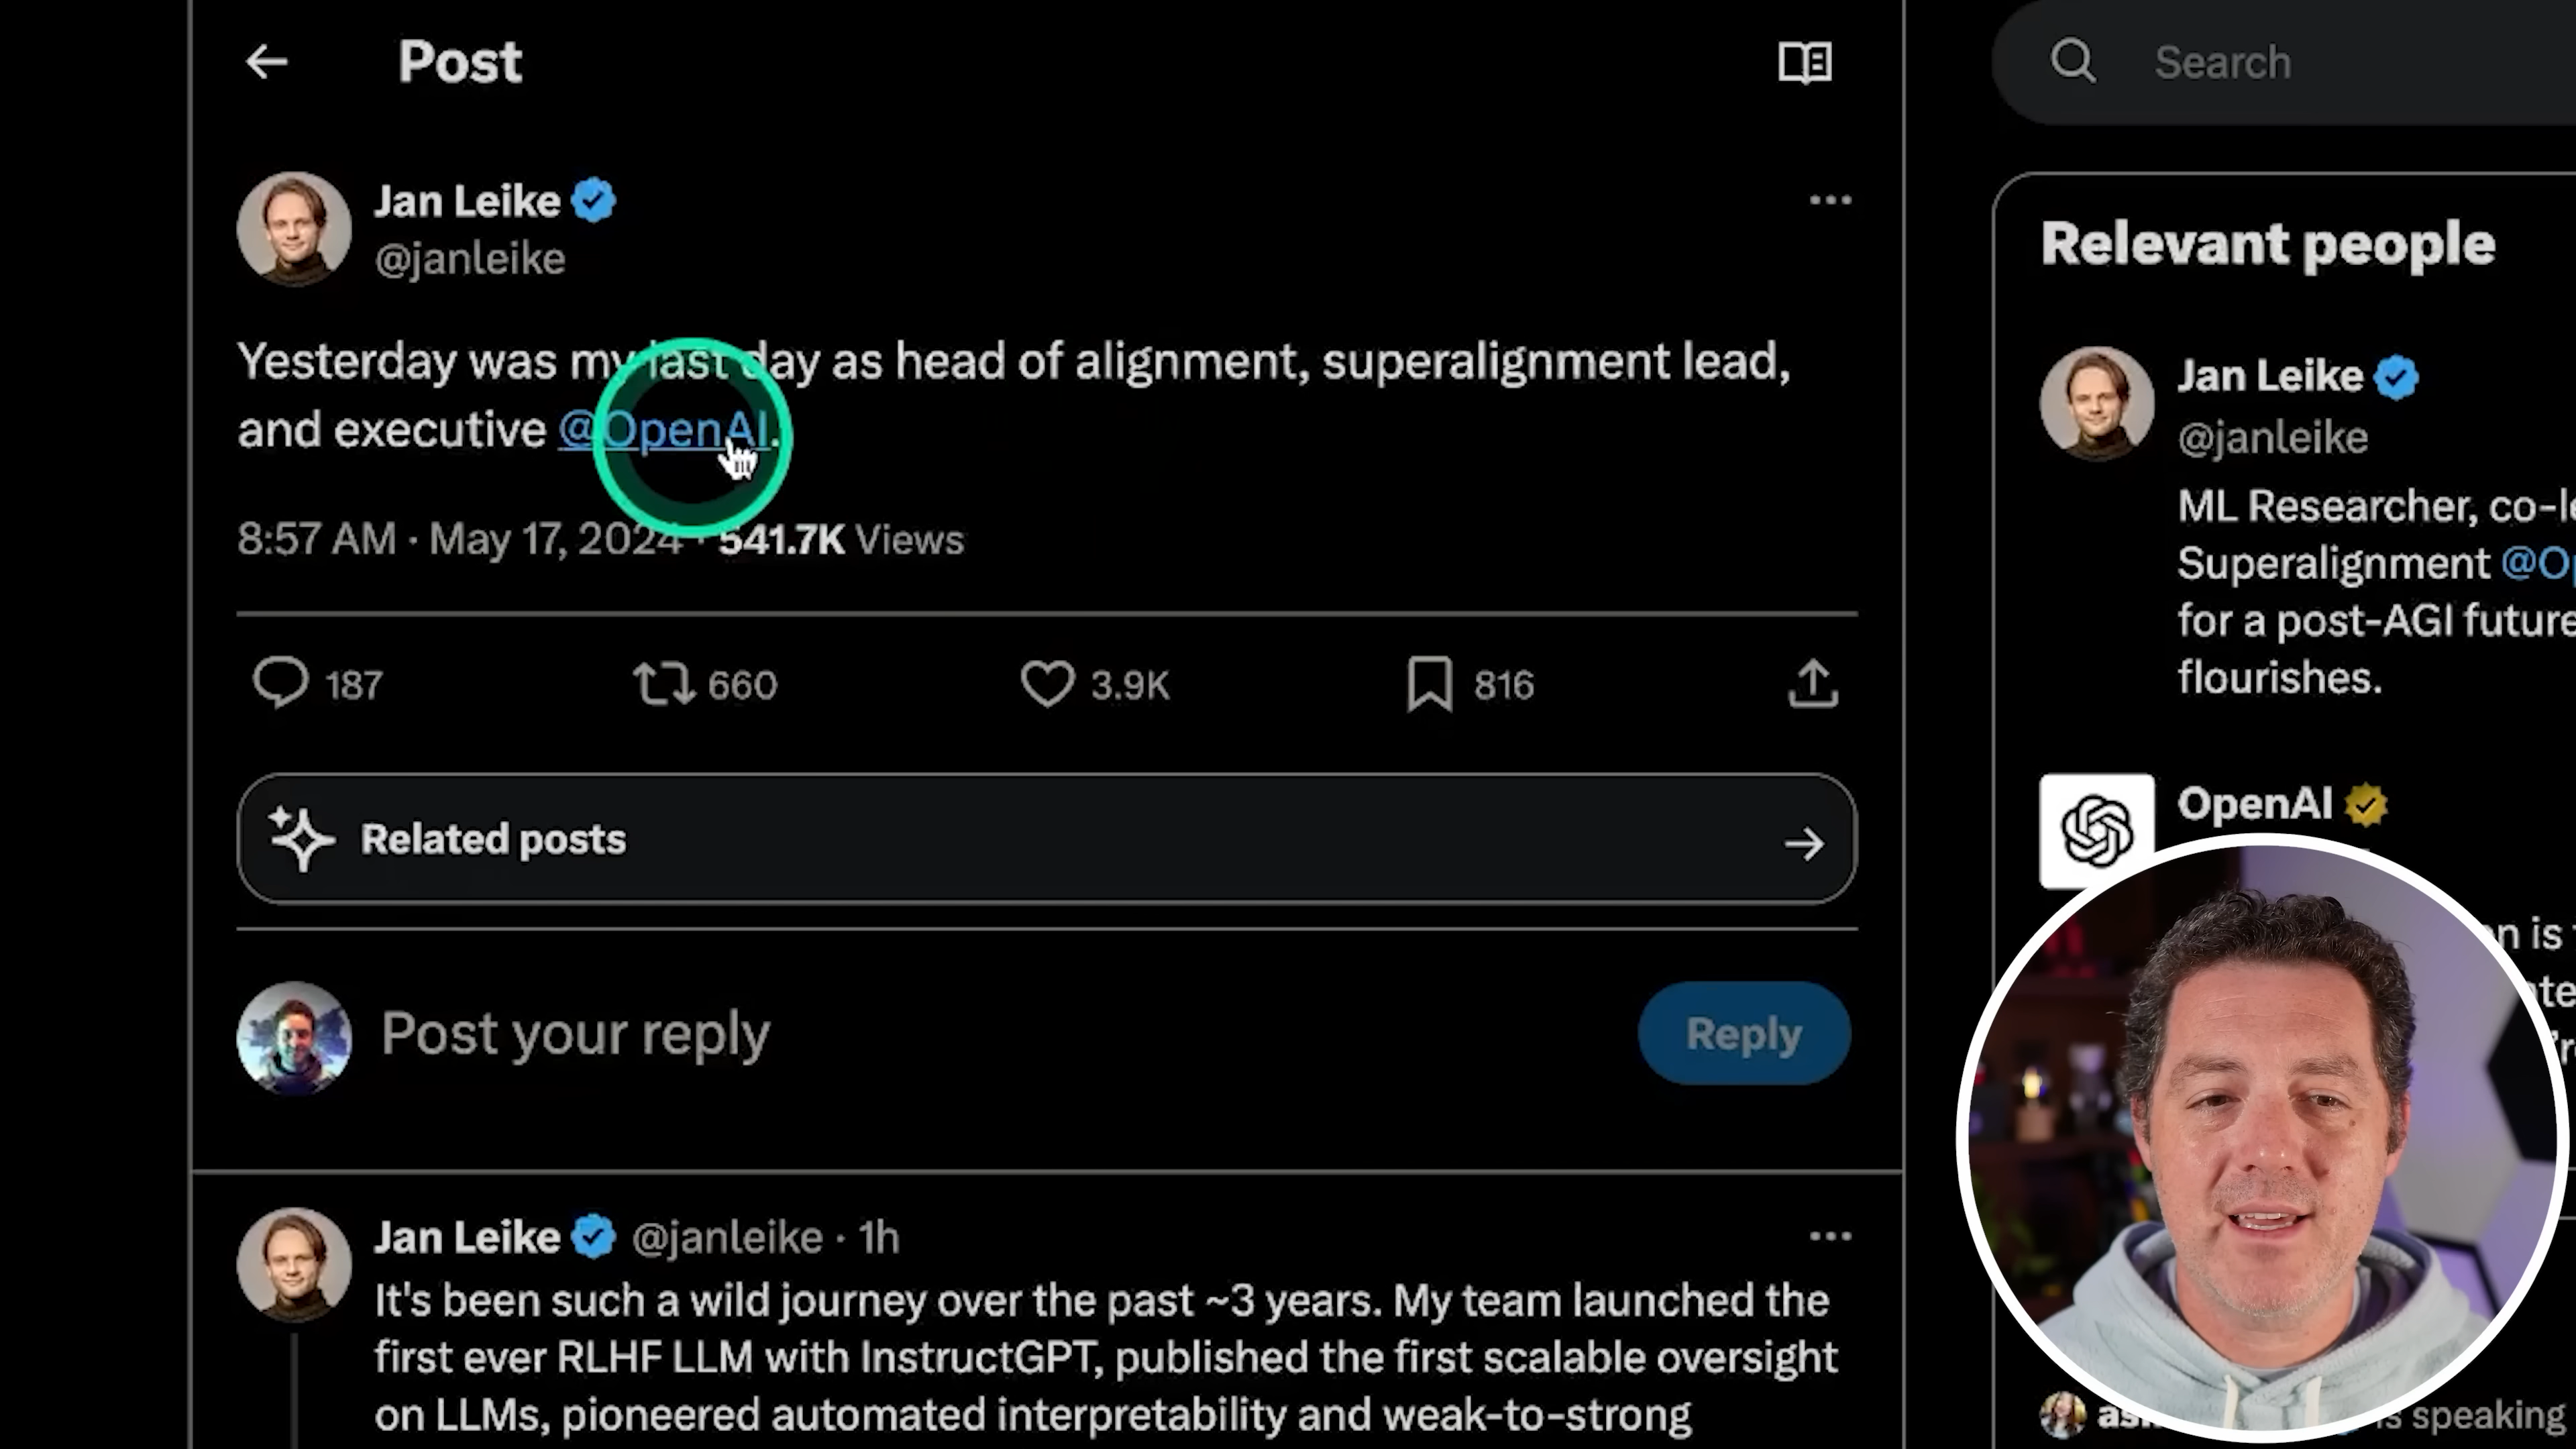 Post
Search
Jan Leike
@janleike
Yesterday was my last day as head of alignment, superalignment lead,
and executive @OpenAI.
8:57 AM · May 17, 2024 · 541.7K Views
187
660
3.9K
816
Related posts
Post your reply
Reply
Jan Leike @janleike · 1h
It's been such a wild journey over the past ~3 years. My team launched the
first ever RLHF LLM with InstructGPT, published the first scalable oversight
on LLMs, pioneered automated interpretability and weak-to-strong
Relevant people
Jan Leike
@janleike
ML Researcher, co-l
Superalignment @Op
for a post-AGI future
flourishes.
OpenAI
is
is speaking